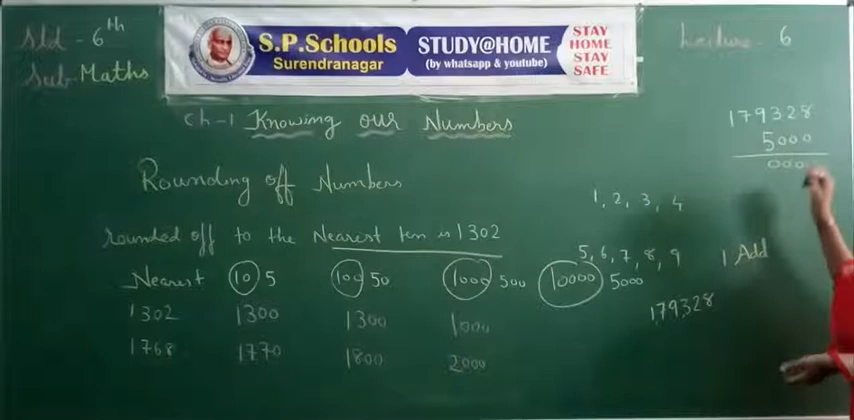 Std - 6th
Sub- Maths
S.P.Schools
Surendranagar
STUDY@HOME
(by whatsapp & youtube)
STAY
HOME
STAY
SAFE
Lecture - 6
Ch-1 Knowing our Numbers
Rounding off Numbers
rounded off to the Nearest ten is 1302
Nearest 10 5 100 50 1000 500 10000 5000
1302 1300 1300 1000
1768 1770 1800 2000
179328
5000
000
1, 2, 3, 4
5, 6, 7, 8, 9 1 Add
179328